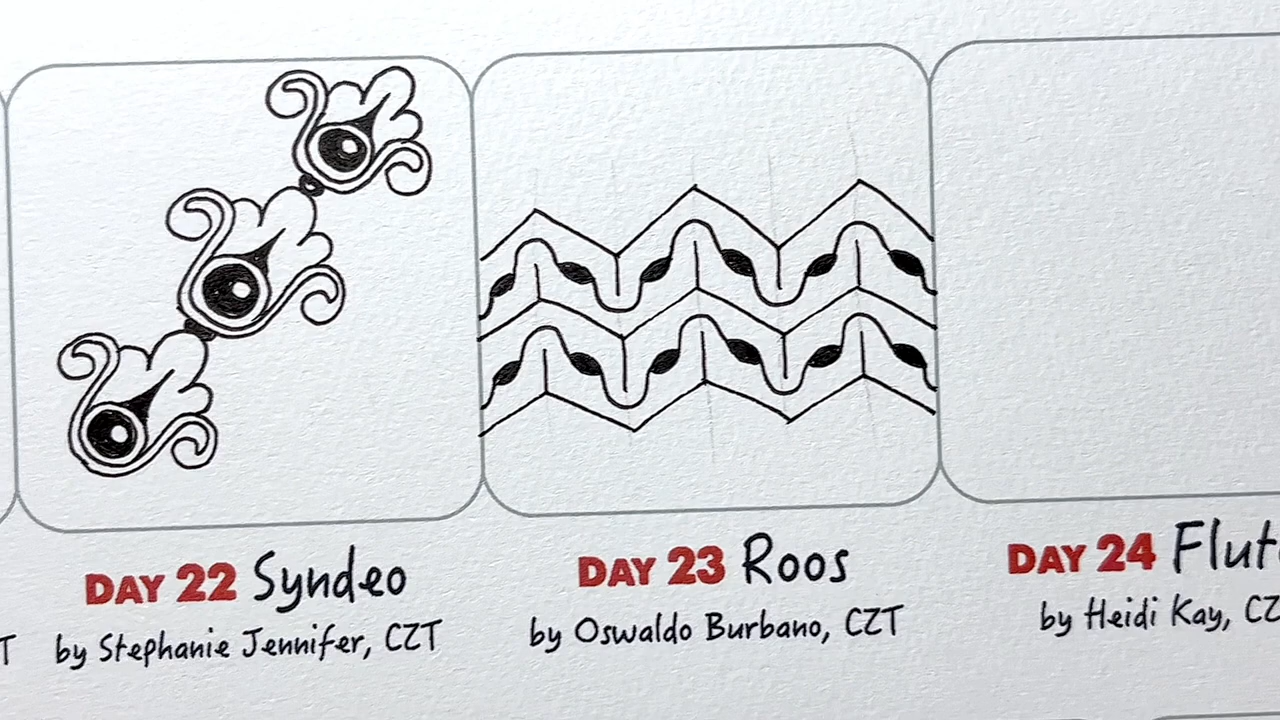 DAY 22 Syndeo
by Stephanie Jennifer, CZT
DAY 23 Roos
by Oswaldo Burbano, CZT
DAY 24
by Heidi Kay,